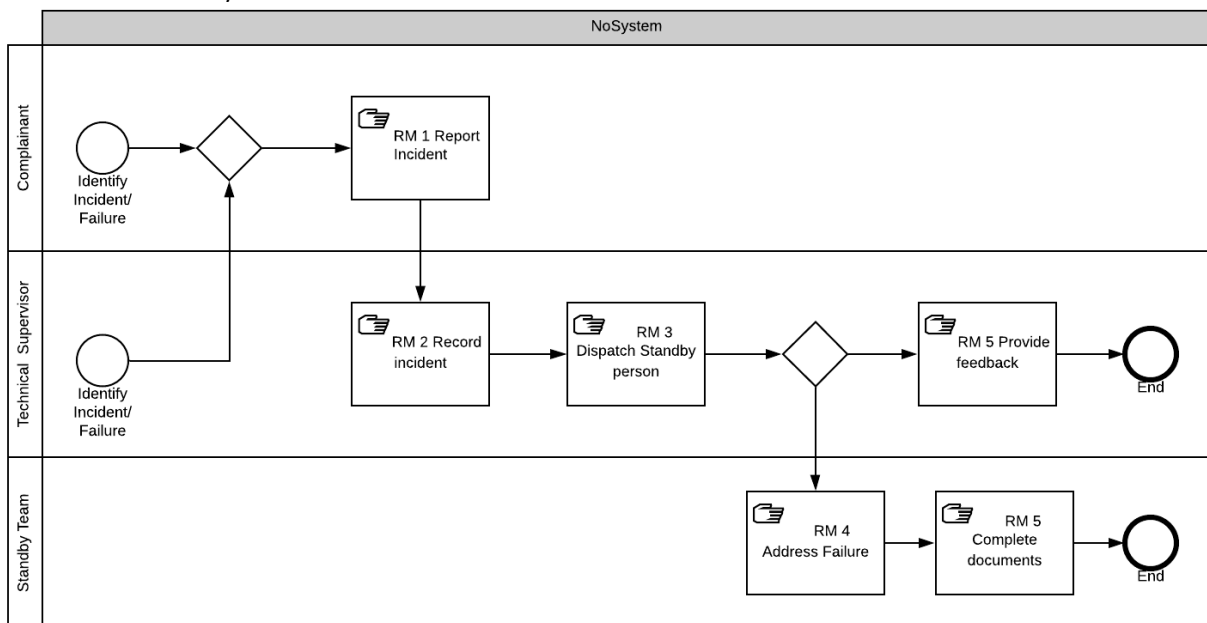 NoSystem
Complainant
Identify
Incident/
Failure
RM 1 Report
Incident
Technical Supervisor
Identify
Incident/
Failure
RM 2 Record
incident
RM 3
Dispatch Standby
person
RM 5 Provide
feedback
End
Standby Team
RM 4
Address Failure
RM 5
Complete
documents
End